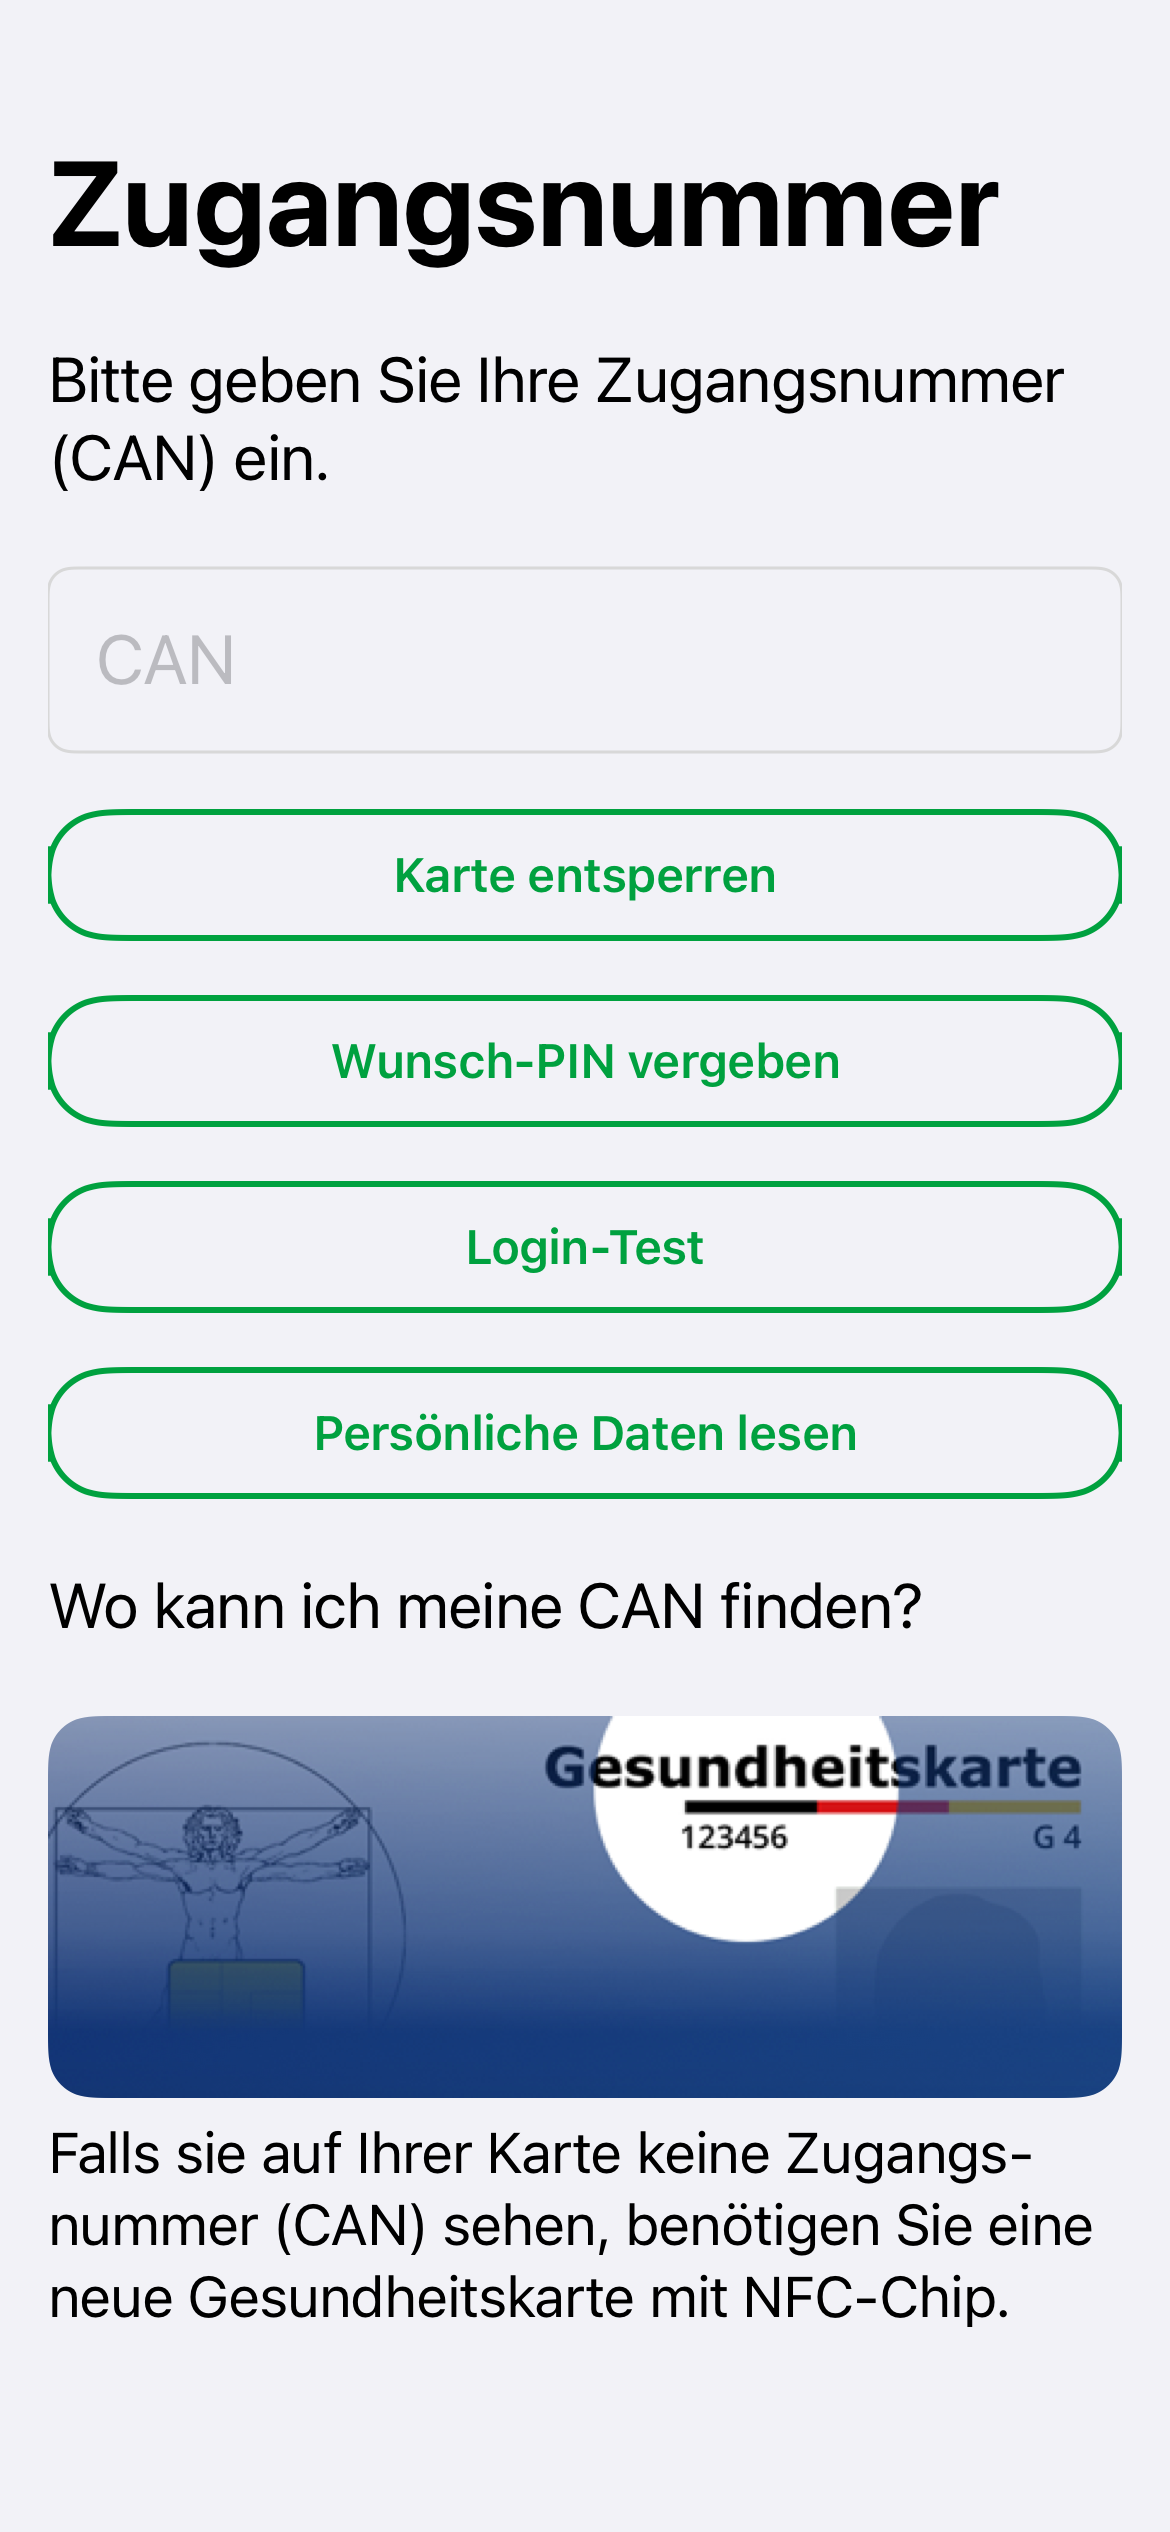 Zugangsnummer
Bitte geben Sie Ihre Zugangsnummer
(CAN) ein.
CAN
Karte entsperren
Wunsch-PIN vergeben
Login-Test
Persönliche Daten lesen
Wo kann ich meine CAN finden?
Gesundheitskarte
123456 G 4
Falls sie auf Ihrer Karte keine Zugangs-
nummer (CAN) sehen, benötigen Sie eine
neue Gesundheitskarte mit NFC-Chip.